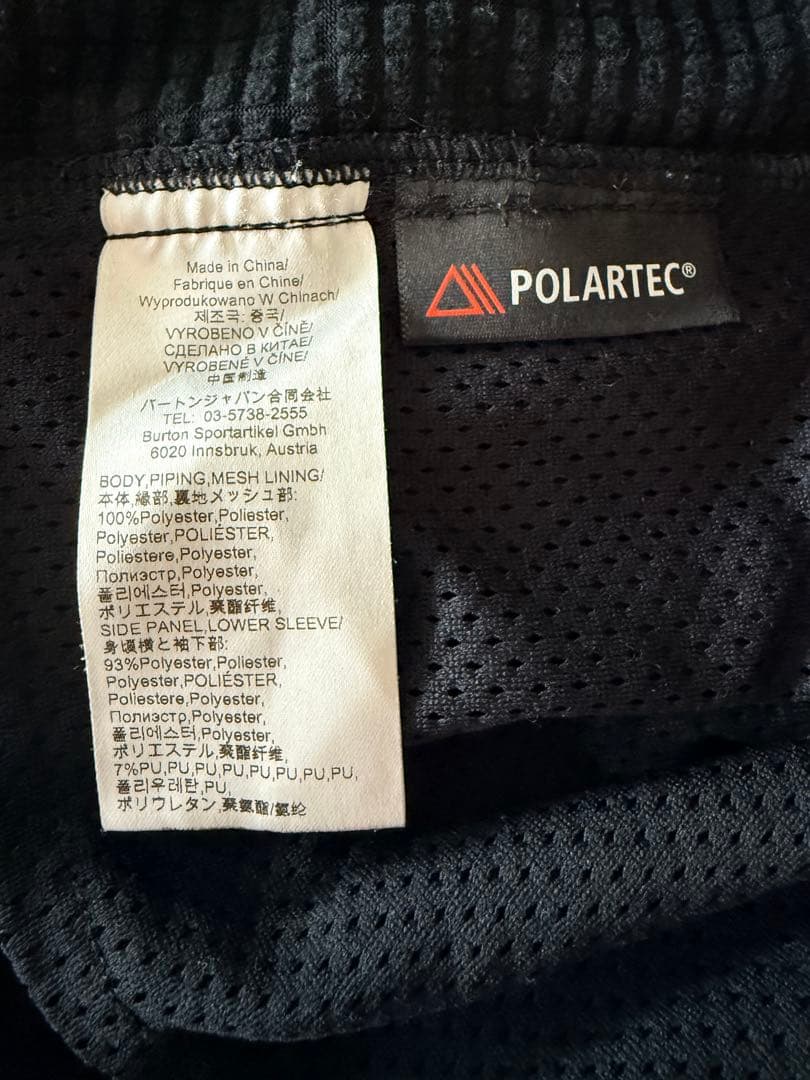 Made in China/
Fabrique en Chine/
Wyprodukowano W Chinach/
제조국: 중국/
VYROBENO V ČÍNĚ/
СДЕЛАНО В КИТАЕ/
VYROBENÉ V ČÍNE/
中国制造
バートンジャパン合同会社
TEL: 03-5738-2555
Burton Sportartikel Gmbh
6020 Innsbruk, Austria
BODY,PIPING,MESH LINING/
本体,縁部,裏地メッシュ部:
100%Polyester,Poliester,
Polyester,POLIÉSTER,
Poliestere,Polyester,
Полиэстр,Polyester,
폴리에스터,Polyester,
ポリエステル,聚酯纤维,
SIDE PANEL,LOWER SLEEVE/
身頃横と袖下部:
93%Polyester,Poliester,
Polyester,POLIÉSTER,
Poliestere,Polyester,
Полиэстр,Polyester,
폴리에스터,Polyester,
ポリエステル,聚酯纤维,
7%PU,PU,PU,PU,PU,PU,PU,PU,
폴리우레탄,PU,
ポリウレタン,聚氨酯/氨纶
POLARTEC®